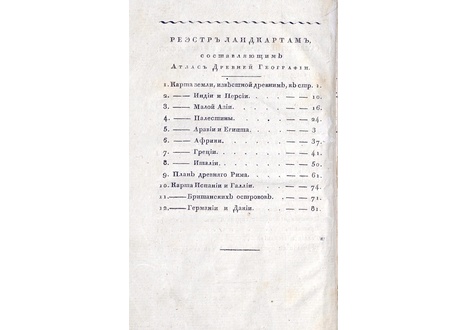 РЕЭСТРЪ ЛАНДКАРТАМЪ,
составляющимъ
Атласъ Древней Географіи.
1. Карта земли, извѣстной древнимъ, къ стр. 1.
2. — Индіи и Персіи. — 10.
3. — Малой Азіи. — 16.
4. — Палестины. — 24.
5. — Аравіи и Египта. — 3
6. — Африки. — 37.
7. — Греціи. — 41.
8. — Италіи. — 50.
9. Планъ древняго Рима. — 61.
10. Карта Испаніи и Галліи. — 74.
11. — Британскихъ острововъ. — 71.
12. — Германіи и Даніи. — 81.